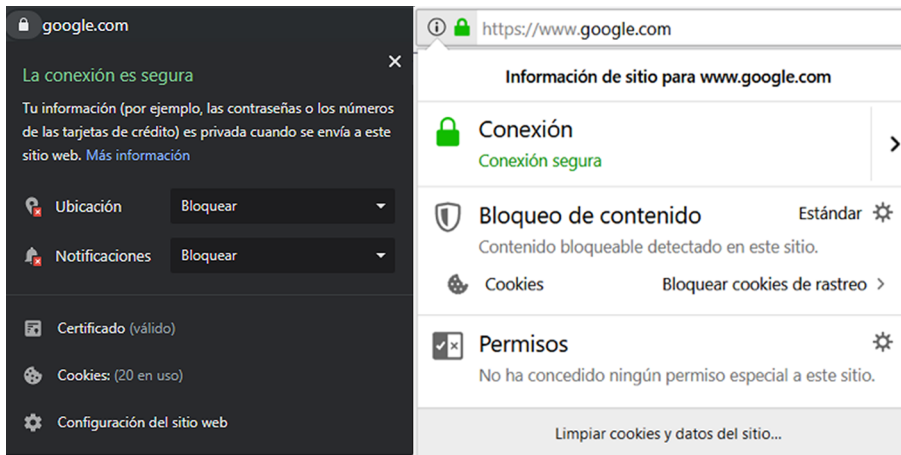 google.com
La conexión es segura
Tu información (por ejemplo, las contraseñas o los números
de las tarjetas de crédito) es privada cuando se envía a este
sitio web. Más información
Ubicación Bloquear
Notificaciones Bloquear
Certificado (válido)
Cookies: (20 en uso)
Configuración del sitio web
https://www.google.com
Información de sitio para www.google.com
Conexión
Conexión segura
Bloqueo de contenido Estándar
Contenido bloqueable detectado en este sitio.
Cookies Bloquear cookies de rastreo
Permisos
No ha concedido ningún permiso especial a este sitio.
Limpiar cookies y datos del sitio...